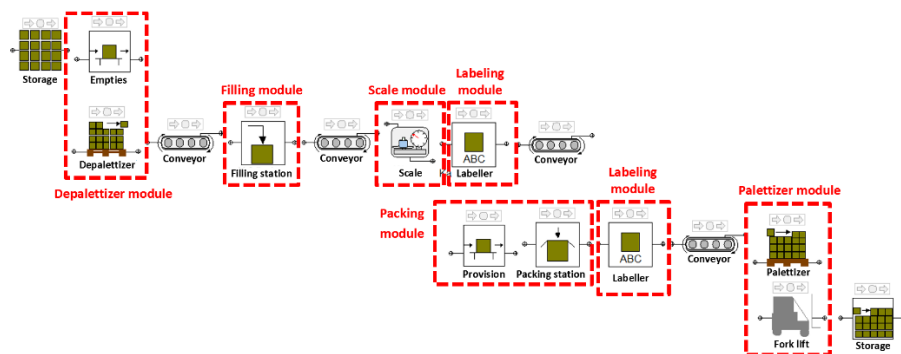 Storage
Empties
Depalettizer
Depalettizer module
Conveyor
Filling module
Filling station
Conveyor
Scale module
Scale
Labeling
module
ABC
Labeller
Conveyor
Packing
module
Provision
Packing station
Labeling
module
ABC
Labeller
Conveyor
Palettizer module
Palettizer
Fork lift
Storage